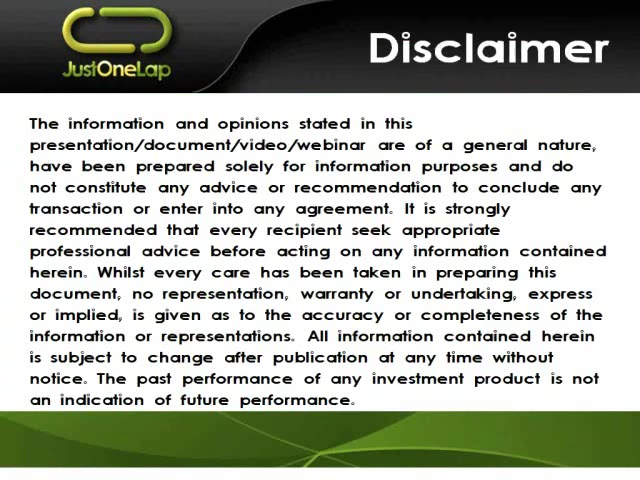 JustOneLap
Disclaimer
The information and opinions stated in this
presentation/document/video/webinar are of a general nature,
have been prepared solely for information purposes and do
not constitute any advice or recommendation to conclude any
transaction or enter into any agreement. It is strongly
recommended that every recipient seek appropriate
professional advice before acting on any information contained
herein. Whilst every care has been taken in preparing this
document, no representation, warranty or undertaking, express
or implied, is given as to the accuracy or completeness of the
information or representations. All information contained herein
is subject to change after publication at any time without
notice. The past performance of any investment product is not
an indication of future performance.